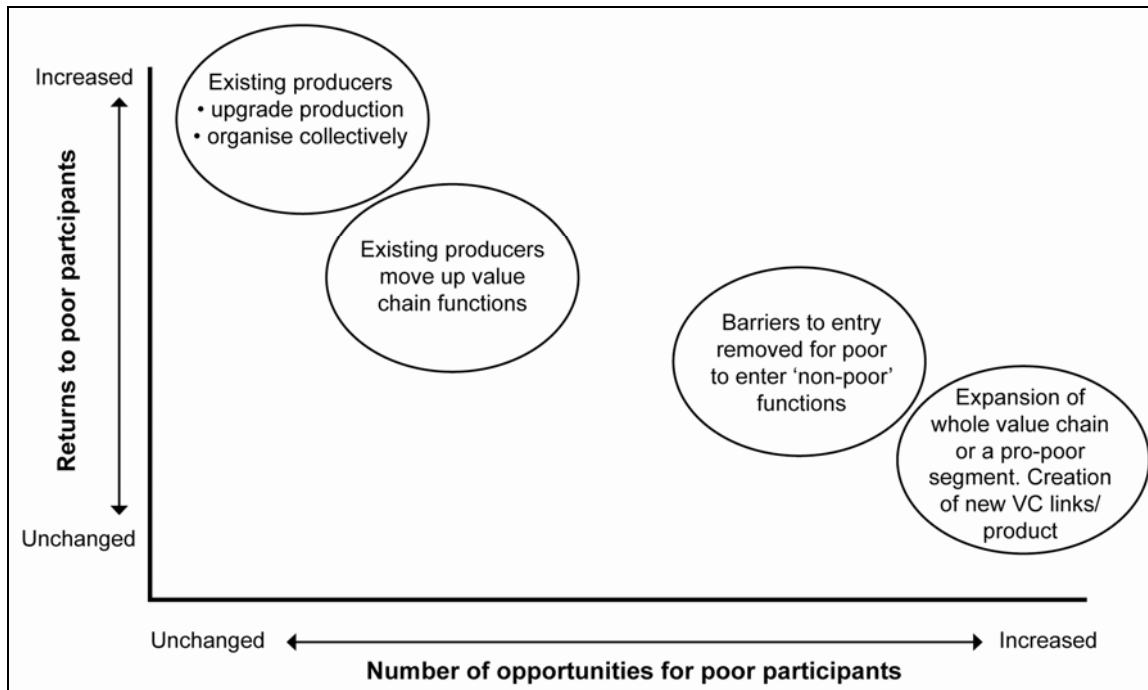 Increased
Returns to poor partcipants
Unchanged
Existing producers
• upgrade production
• organise collectively
Existing producers
move up value
chain functions
Barriers to entry
removed for poor
to enter ‘non-poor’
functions
Expansion of
whole value chain
or a pro-poor
segment. Creation
of new VC links/
product
Unchanged
Increased
Number of opportunities for poor participants